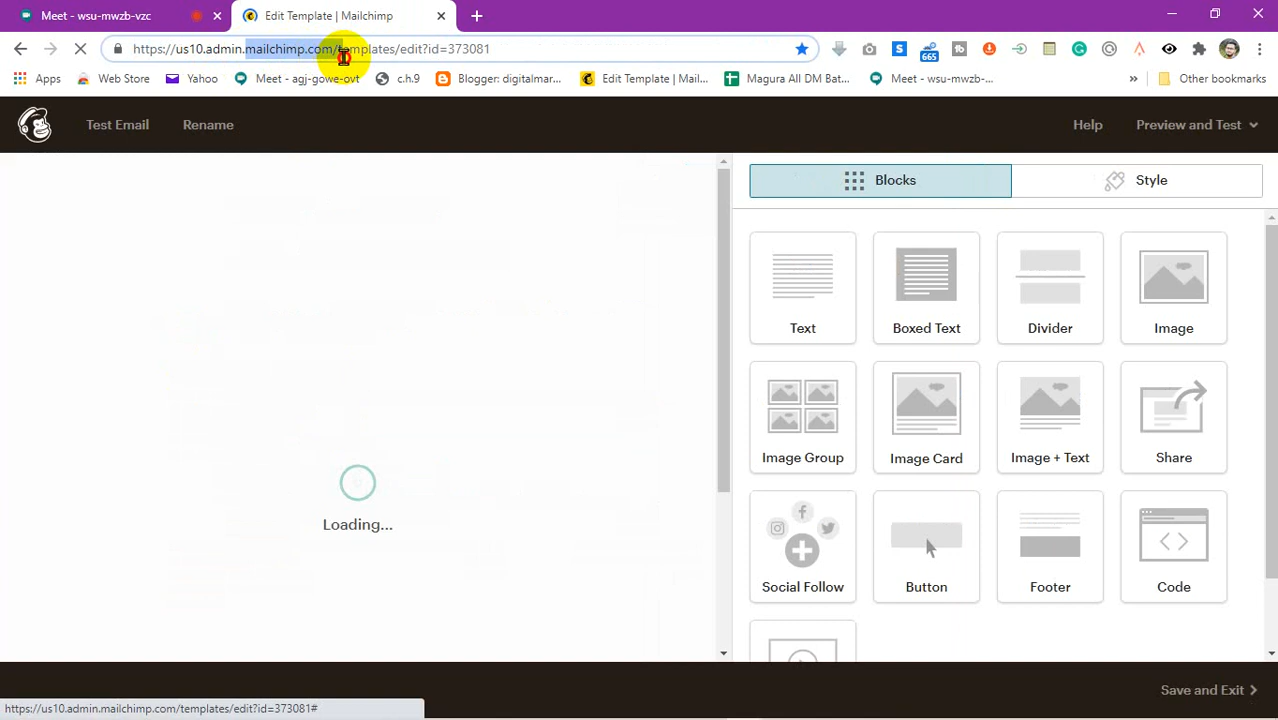 Meet - wsu-mwzb-vzc
Edit Template | Mailchimp
https://us10.admin.mailchimp.com/templates/edit?id=373081
665
Apps
Web Store
Yahoo
Meet - agj-gowe-ovt
c.h.9
Blogger: digitalmar...
Edit Template | Mail...
Magura All DM Bat...
Meet - wsu-mwzb-...
»
Other bookmarks
Test Email
Rename
Help
Preview and Test
Blocks
Style
Text
Boxed Text
Divider
Image
Image Group
Image Card
Image + Text
Share
Loading...
Social Follow
Button
Footer
Code
Save and Exit
https://us10.admin.mailchimp.com/templates/edit?id=373081#